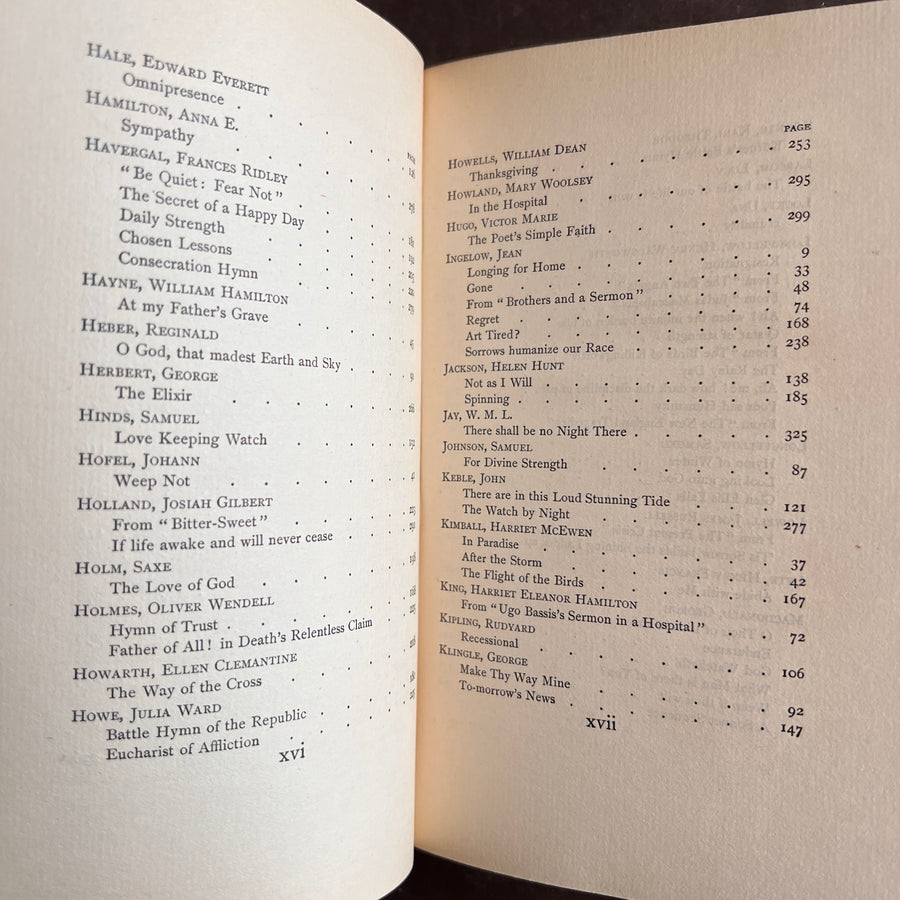 HALE, EDWARD EVERETT
Omnipresence . . . . . .
HAMILTON, ANNA E.
Sympathy . . . . . .
HAVERGAL, FRANCES RIDLEY
"Be Quiet: Fear Not" . . . .
The Secret of a Happy Day . . .
Daily Strength . . . . .
Chosen Lessons . . . . .
Consecration Hymn . . . .
HAYNE, WILLIAM HAMILTON
At my Father's Grave . . . .
HEBER, REGINALD
O God, that madest Earth and Sky . . .
HERBERT, GEORGE
The Elixir . . . . . .
HINDS, SAMUEL
Love Keeping Watch . . . . .
HOFEL, JOHANN
Weep Not . . . . . .
HOLLAND, JOSIAH GILBERT
From "Bitter-Sweet" . . . . .
If life awake and will never cease . . .
HOLM, SAXE
The Love of God . . . . .
HOLMES, OLIVER WENDELL
Hymn of Trust . . . . . .
Father of All! in Death's Relentless Claim . .
HOWARTH, ELLEN CLEMANTINE
The Way of the Cross . . . . .
HOWE, JULIA WARD
Battle Hymn of the Republic . . . .
Eucharist of Affliction . . . . .
xvi
PAGE
HOWELLS, WILLIAM DEAN
Thanksgiving . . . . . . 253
HOWLAND, MARY WOOLSEY
In the Hospital . . . . . 295
HUGO, VICTOR MARIE
The Poet's Simple Faith . . . . 299
INGELOW, JEAN
Longing for Home . . . . . 9
Gone . . . . . . . 33
From "Brothers and a Sermon" . . . 48
Regret . . . . . . . 74
Art Tired? . . . . . . 168
Sorrows humanize our Race . . . . 238
JACKSON, HELEN HUNT
Not as I Will . . . . . . 138
Spinning . . . . . . . 185
JAY, W. M. L.
There shall be no Night There . . . . 325
JOHNSON, SAMUEL
For Divine Strength . . . . . 87
KEBLE, JOHN
There are in this Loud Stunning Tide . . . 121
The Watch by Night . . . . . 277
KIMBALL, HARRIET MCEWEN
In Paradise . . . . . . 37
After the Storm . . . . . 42
The Flight of the Birds . . . . . 167
KING, HARRIET ELEANOR HAMILTON
From "Ugo Bassis's Sermon in a Hospital" . . 72
KIPLING, RUDYARD
Recessional . . . . . . 106
KLINGLE, GEORGE
Make Thy Way Mine . . . . . 92
To-morrow's News . . . . . 147
xvii